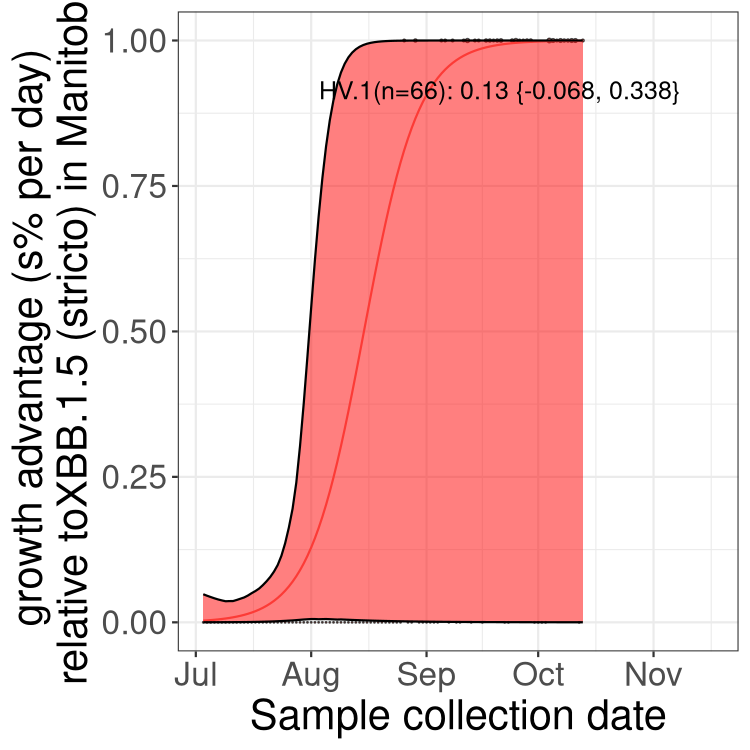 growth advantage (s% per day)
relative toXBB.1.5 (stricto) in Manitob
1.00
0.75
0.50
0.25
0.00
HV.1(n=66): 0.13 {-0.068, 0.338}
Jul Aug Sep Oct Nov
Sample collection date